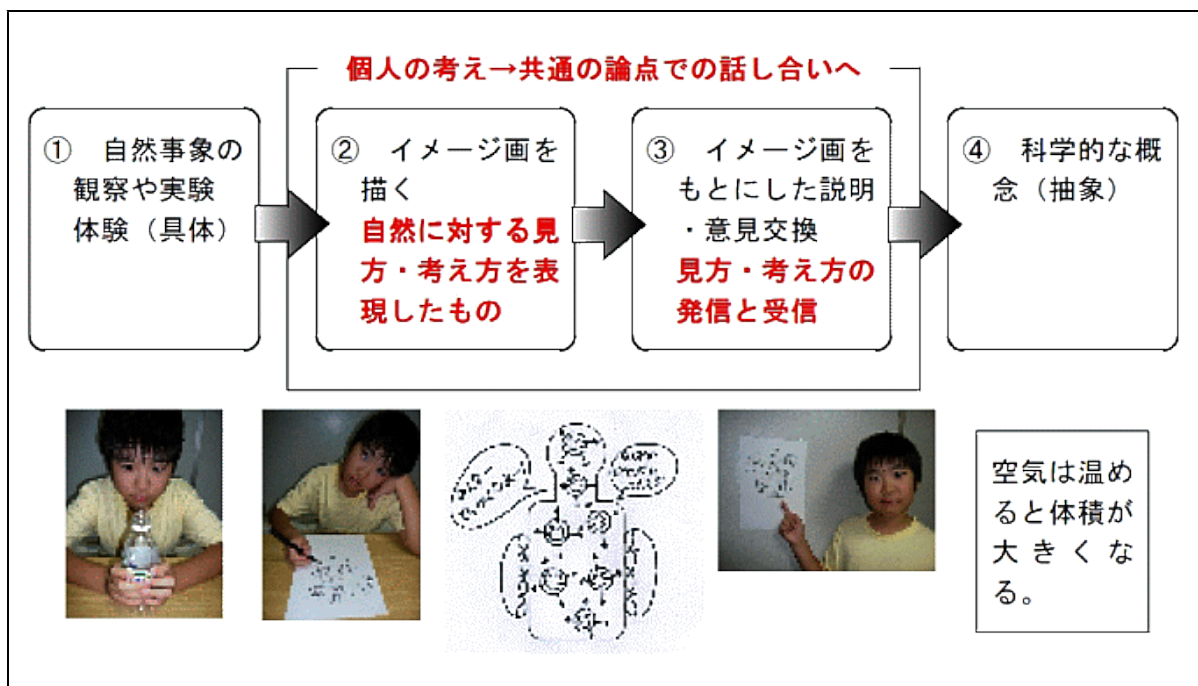 個人の考え→共通の論点での話し合いへ
① 自然事象の
観察や実験
体験（具体）
② イメージ画を
描く
自然に対する見
方・考え方を表
現したもの
③ イメージ画を
もとにした説明
・意見交換
見方・考え方の
発信と受信
④ 科学的な概
念（抽象）
空気は温め
ると体積が
大きくな
る。